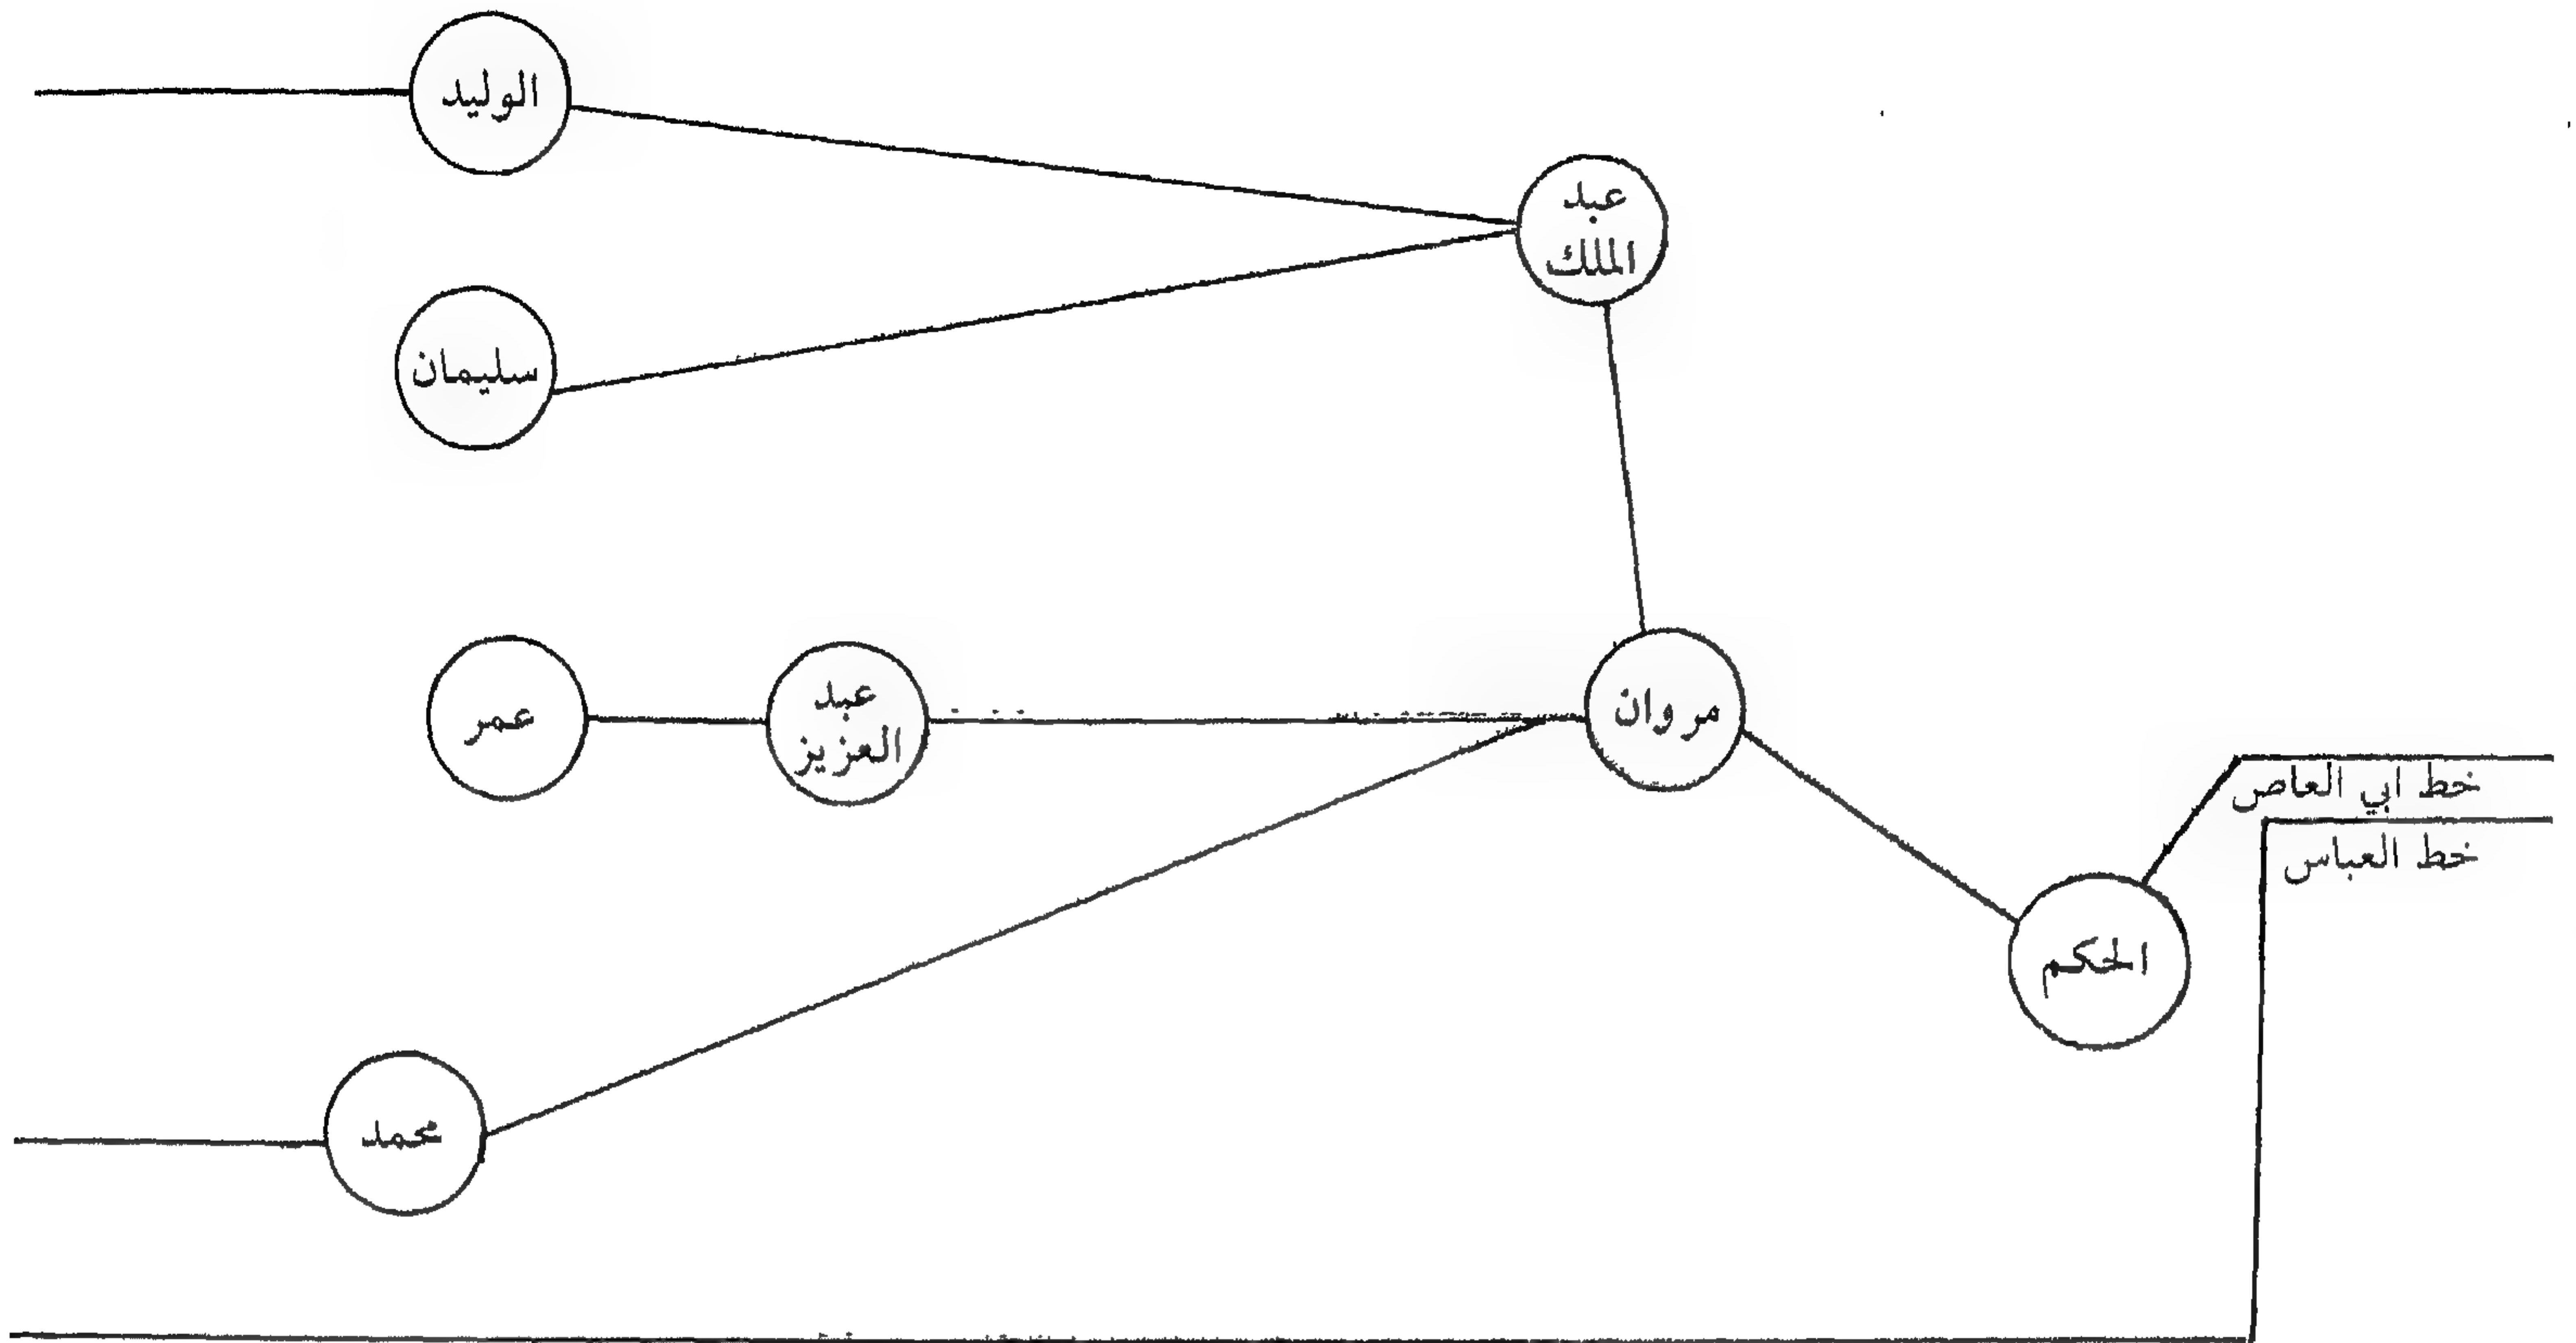 الوليد
عبد
الملك
سليمان
عمر
عبد
العزيز
مروان
خط ابي العاص
خط العباس
الحكم
محمد